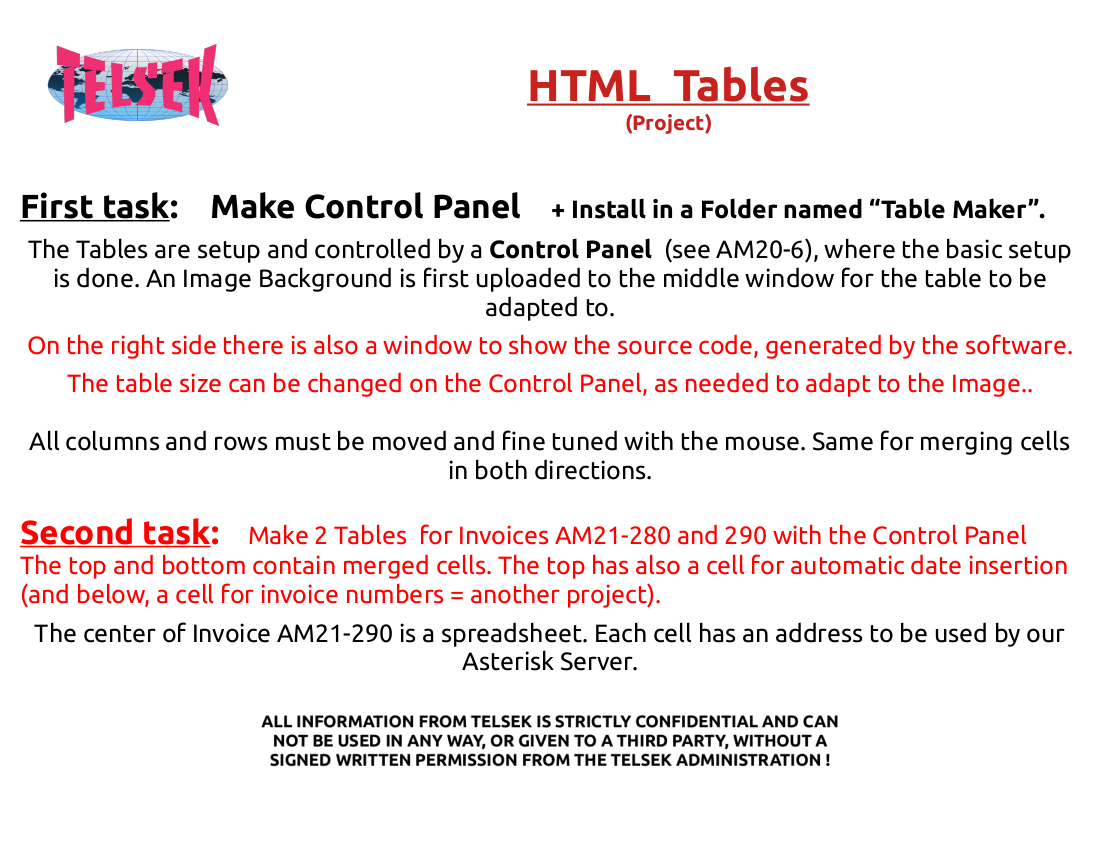 TELSEK
HTML Tables
(Project)
First task: Make Control Panel + Install in a Folder named “Table Maker”.
The Tables are setup and controlled by a Control Panel (see AM20-6), where the basic setup
is done. An Image Background is first uploaded to the middle window for the table to be
adapted to.
On the right side there is also a window to show the source code, generated by the software.
The table size can be changed on the Control Panel, as needed to adapt to the Image..
All columns and rows must be moved and fine tuned with the mouse. Same for merging cells
in both directions.
Second task: Make 2 Tables for Invoices AM21-280 and 290 with the Control Panel
The top and bottom contain merged cells. The top has also a cell for automatic date insertion
(and below, a cell for invoice numbers = another project).
The center of Invoice AM21-290 is a spreadsheet. Each cell has an address to be used by our
Asterisk Server.
ALL INFORMATION FROM TELSEK IS STRICTLY CONFIDENTIAL AND CAN
NOT BE USED IN ANY WAY, OR GIVEN TO A THIRD PARTY, WITHOUT A
SIGNED WRITTEN PERMISSION FROM THE TELSEK ADMINISTRATION !